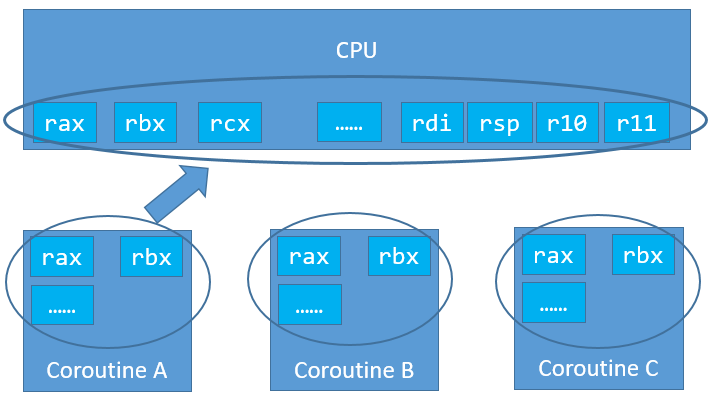 CPU
rax rbx rcx …… rdi rsp r10 r11
rax rbx
……
Coroutine A
rax rbx
……
Coroutine B
rax rbx
……
Coroutine C